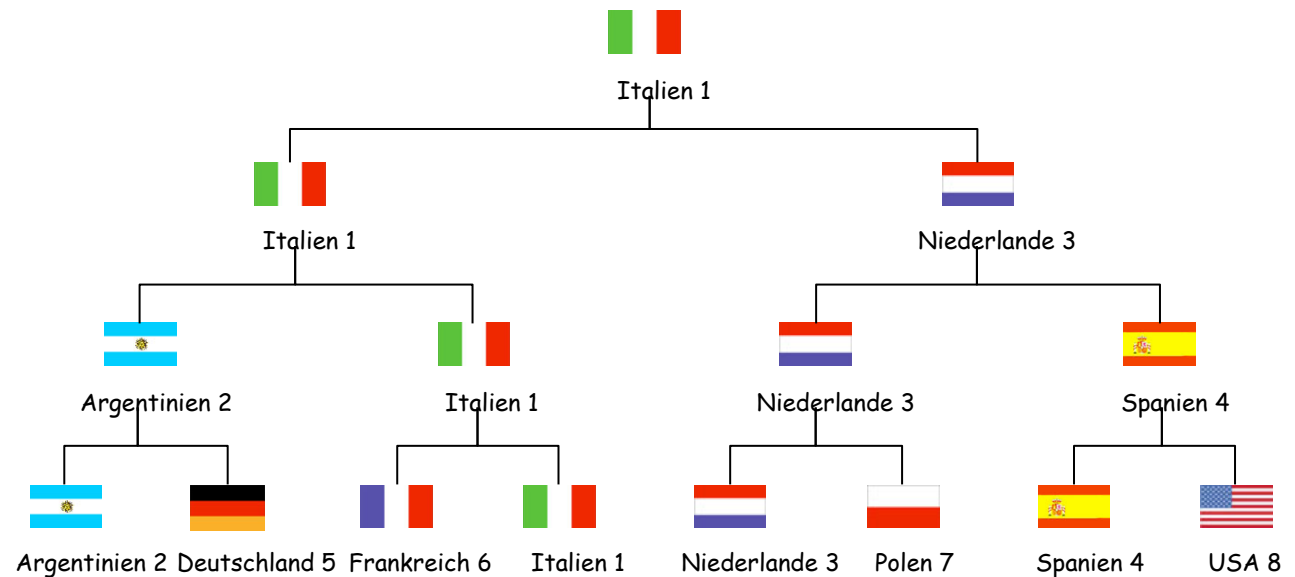 Italien 1
Italien 1 Niederlande 3
Argentinien 2 Italien 1 Niederlande 3 Spanien 4
Argentinien 2 Deutschland 5 Frankreich 6 Italien 1 Niederlande 3 Polen 7 Spanien 4 USA 8